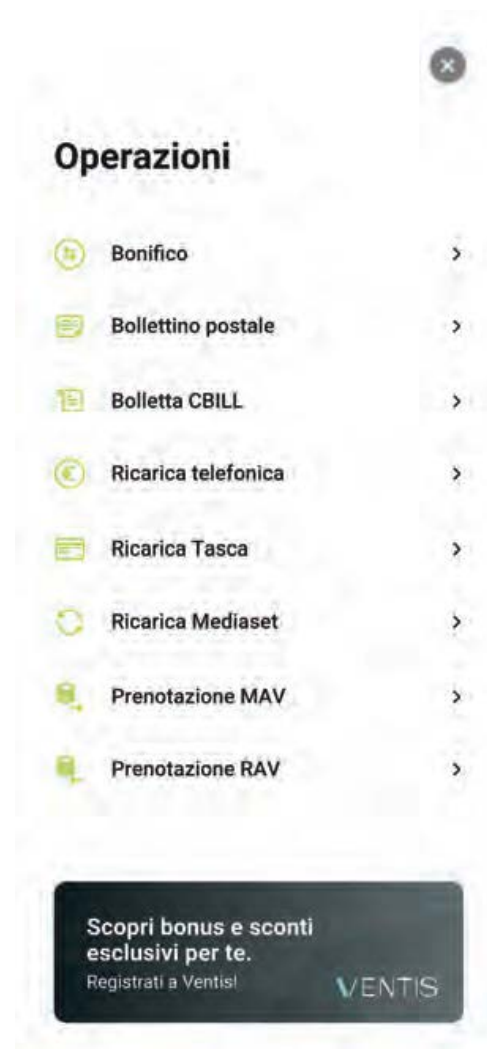 Operazioni
Bonifico
Bollettino postale
Bolletta CBILL
Ricarica telefonica
Ricarica Tasca
Ricarica Mediaset
Prenotazione MAV
Prenotazione RAV
Scopri bonus e sconti
esclusivi per te.
Registrati a Ventis!
VENTIS